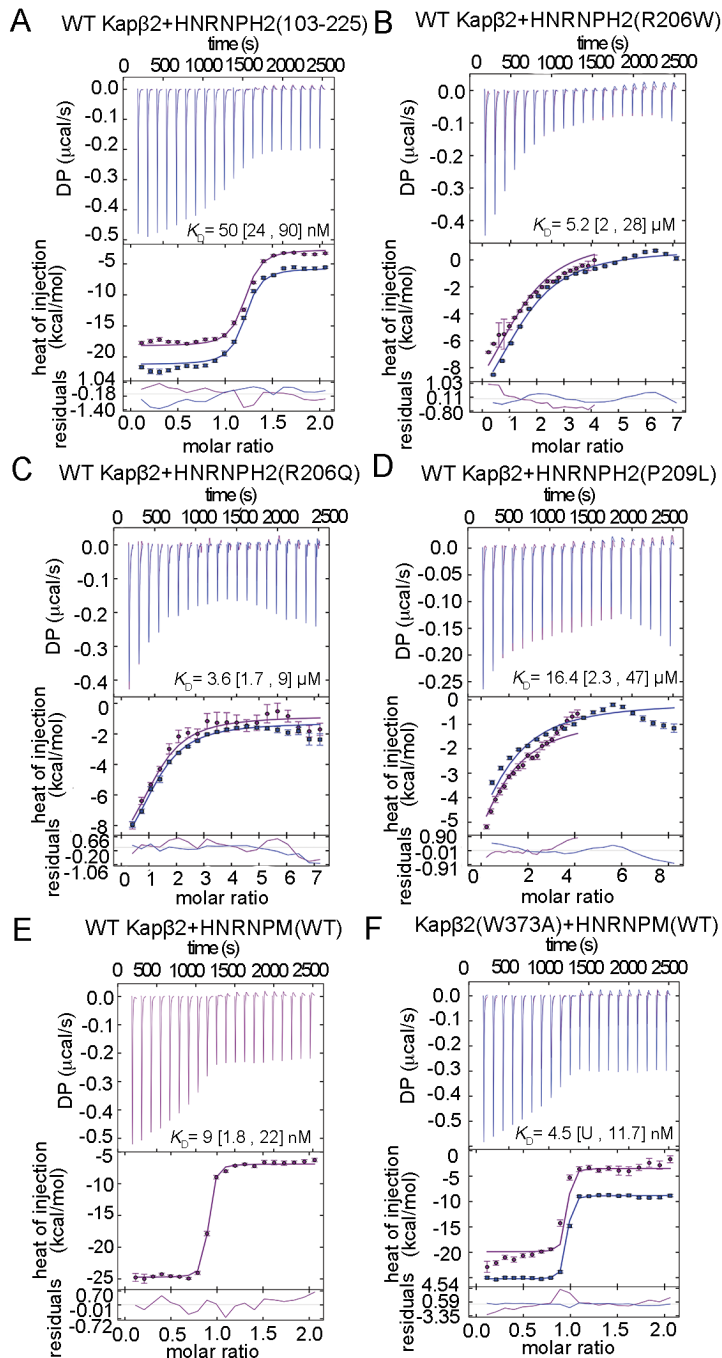 A
WT Kapβ2+HNRNPH2(103-225)
time (s)
0 500 1000 1500 2000 2500
DP (μcal/s)
0.0
-0.1
-0.2
-0.3
-0.4
-0.5
KD= 50 [24 , 90] nM
heat of injection
(kcal/mol)
-5
-10
-15
-20
residuals
1.04
-0.18
-1.40
0.0 0.5 1.0 1.5 2.0
molar ratio
B
WT Kapβ2+HNRNPH2(R206W)
time (s)
0 500 1000 1500 2000 2500
DP (μcal/s)
0.0
-0.1
-0.2
-0.3
-0.4
KD= 5.2 [2 , 28] μM
heat of injection
(kcal/mol)
0
-2
-4
-6
-8
residuals
1.03
0.11
-0.80
0 1 2 3 4 5 6 7
molar ratio
C
WT Kapβ2+HNRNPH2(R206Q)
time (s)
0 500 1000 1500 2000 2500
DP (μcal/s)
0.0
-0.1
-0.2
-0.3
-0.4
KD= 3.6 [1.7 , 9] μM
heat of injection
(kcal/mol)
0
-2
-4
-6
-8
residuals
0.66
-0.20
-1.06
0 1 2 3 4 5 6 7
molar ratio
D
WT Kapβ2+HNRNPH2(P209L)
time (s)
0 500 1000 1500 2000 2500
DP (μcal/s)
0.0
-0.05
-0.10
-0.15
-0.20
-0.25
KD= 16.4 [2.3 , 47] μM
heat of injection
(kcal/mol)
0
-1
-2
-3
-4
-5
residuals
0.90
-0.01
-0.91
0 2 4 6 8
molar ratio
E
WT Kapβ2+HNRNPM(WT)
time (s)
0 500 1000 1500 2000 2500
DP (μcal/s)
0.0
-0.1
-0.2
-0.3
-0.4
-0.5
KD= 9 [1.8 , 22] nM
heat of injection
(kcal/mol)
-5
-10
-15
-20
-25
residuals
0.70
-0.01
-0.72
0.0 0.5 1.0 1.5 2.0
molar ratio
F
Kapβ2(W373A)+HNRNPM(WT)
time (s)
0 500 1000 1500 2000 2500
DP (μcal/s)
0.0
-0.1
-0.2
-0.3
-0.4
-0.5
KD= 4.5 [U , 11.7] nM
heat of injection
(kcal/mol)
0
-5
-10
-15
-20
-25
residuals
4.54
0.59
-3.35
0.0 0.5 1.0 1.5 2.0
molar ratio